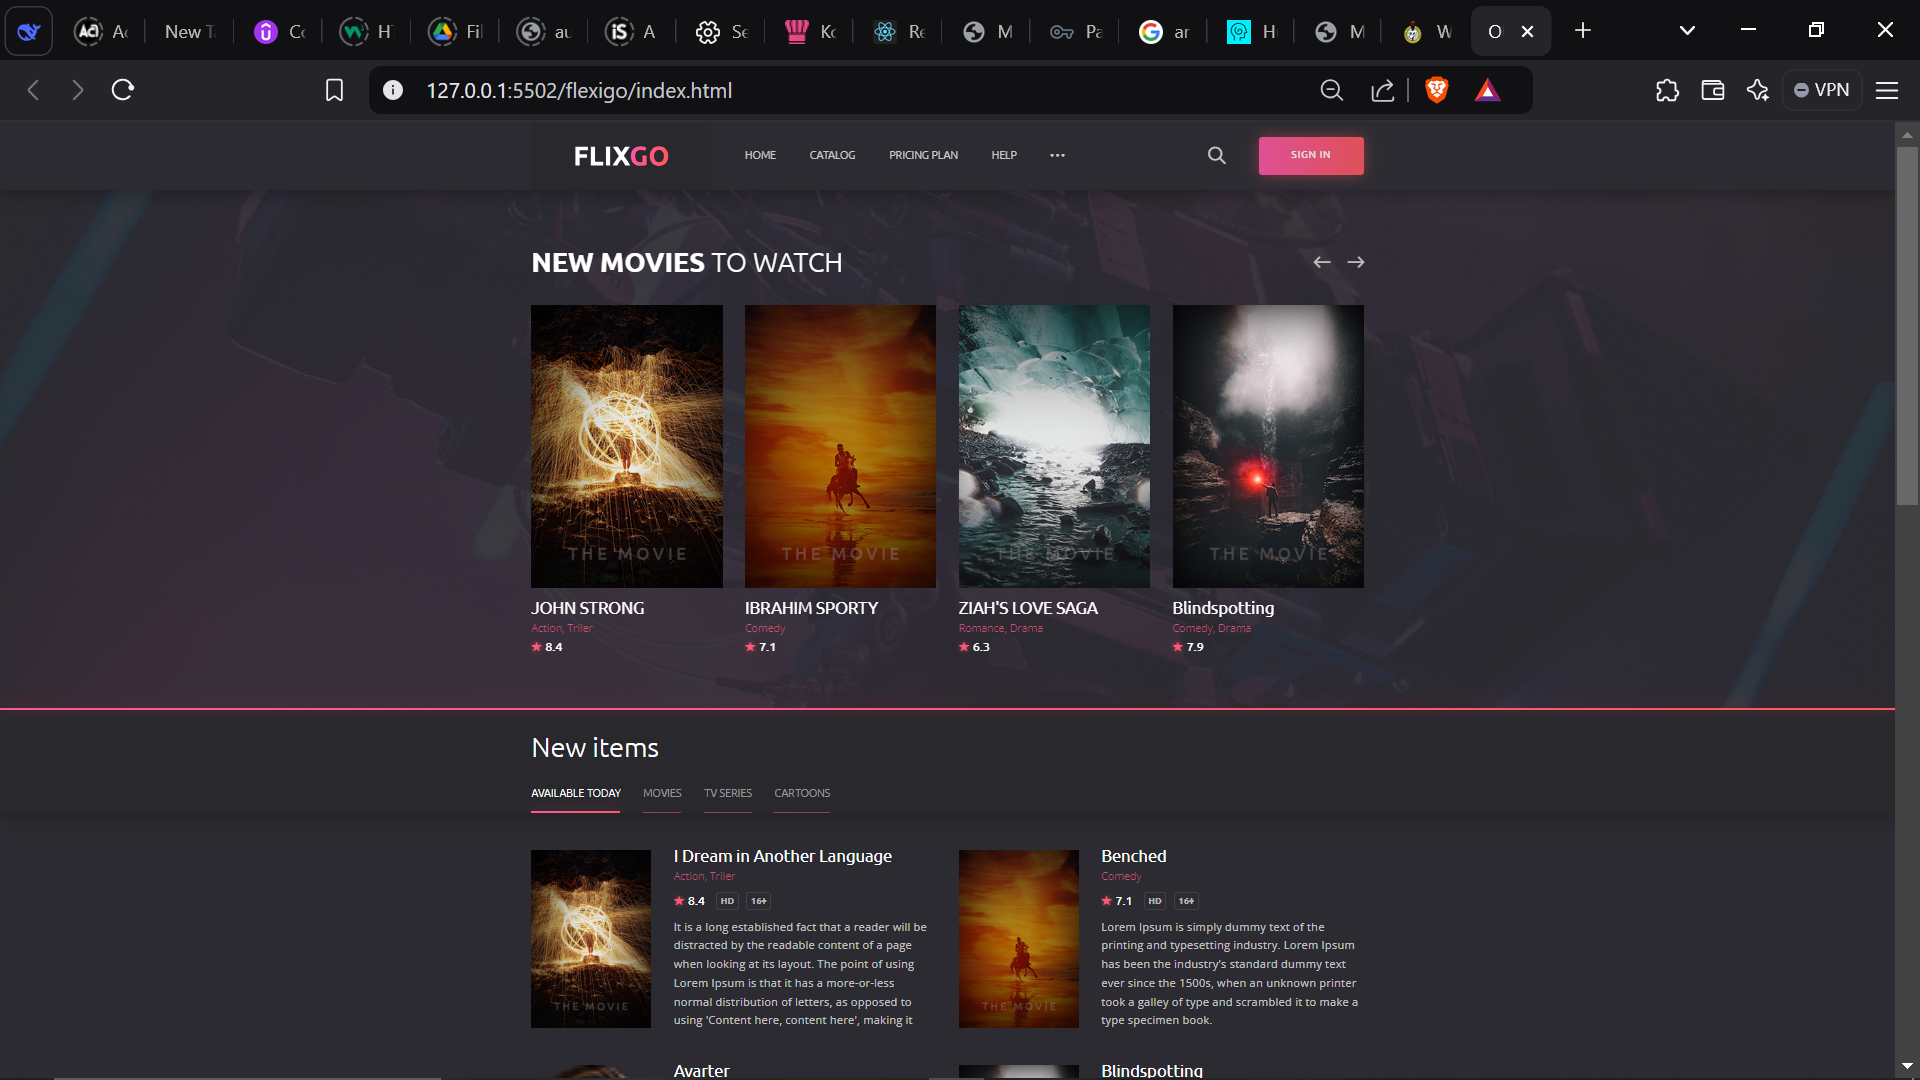 New T
Fil
au
A
Se
Ko
Re
M
Pa
ar
M
W
O
127.0.0.1:5502/flexigo/index.html
VPN
FLIXGO
HOME
CATALOG
PRICING PLAN
HELP
SIGN IN
NEW MOVIES TO WATCH
THE MOVIE
THE MOVIE
THE MOVIE
THE MOVIE
JOHN STRONG
Action, Triler
8.4
IBRAHIM SPORTY
Comedy
7.1
ZIAH'S LOVE SAGA
Romance, Drama
6.3
Blindspotting
Comedy, Drama
7.9
New items
AVAILABLE TODAY
MOVIES
TV SERIES
CARTOONS
THE MOVIE
I Dream in Another Language
Action, Triler
8.4 HD 16+
It is a long established fact that a reader will be
distracted by the readable content of a page
when looking at its layout. The point of using
Lorem Ipsum is that it has a more-or-less
normal distribution of letters, as opposed to
using 'Content here, content here', making it
THE MOVIE
Benched
Comedy
7.1 HD 16+
Lorem Ipsum is simply dummy text of the
printing and typesetting industry. Lorem Ipsum
has been the industry's standard dummy text
ever since the 1500s, when an unknown printer
took a galley of type and scrambled it to make a
type specimen book.
Avarter
Blindspotting